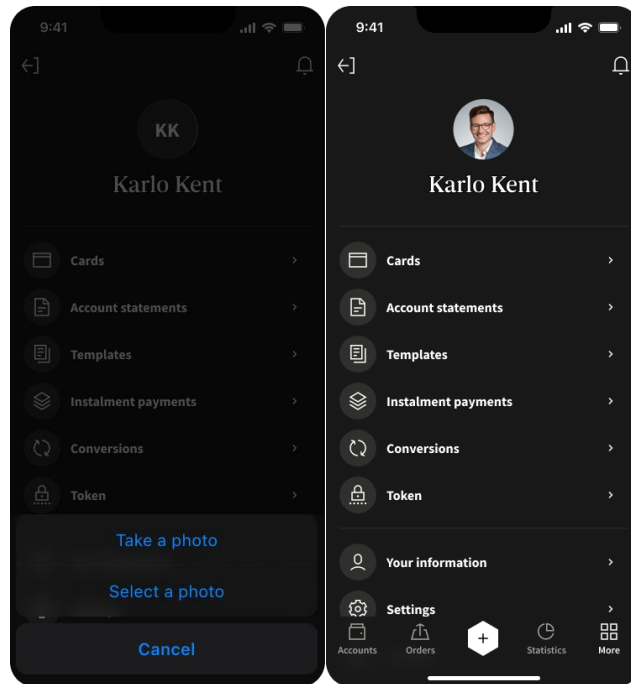 9:41
KK
Karlo Kent
Cards
Account statements
Templates
Instalment payments
Conversions
Token
Take a photo
Select a photo
Cancel
9:41
Karlo Kent
Cards
Account statements
Templates
Instalment payments
Conversions
Token
Your information
Settings
Accounts
Orders
Statistics
More